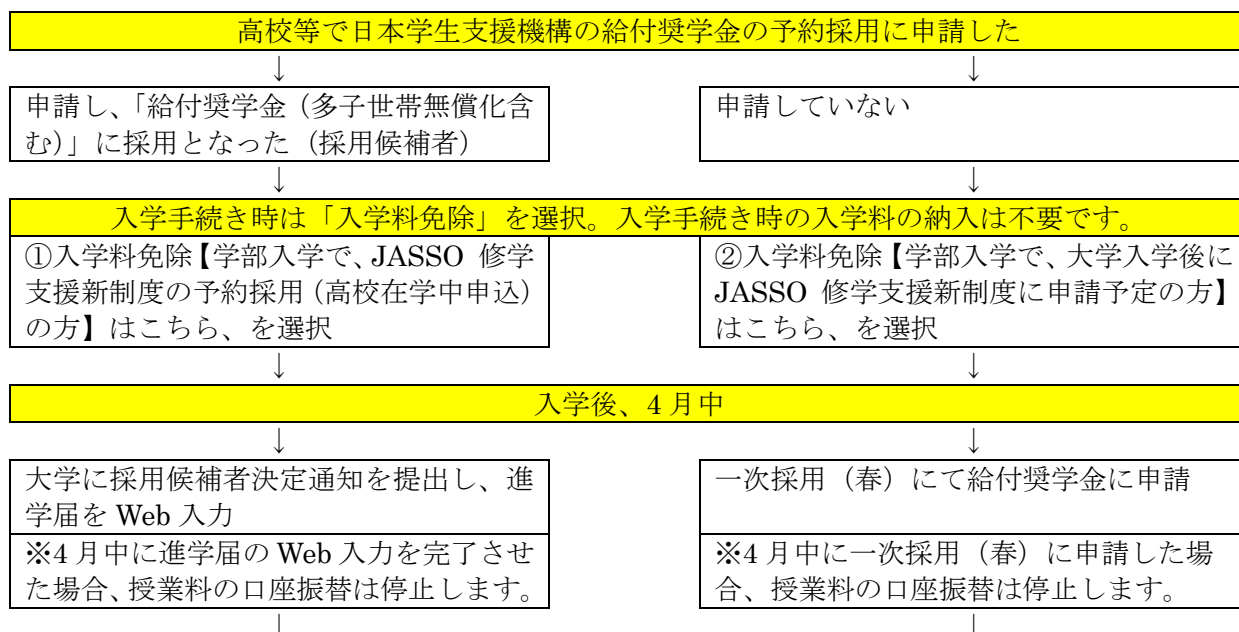 高校等で日本学生支援機構の給付奨学金の予約採用に申請した
↓ ↓
申請し、「給付奨学金（多子世帯無償化含
む）」に採用となった（採用候補者）
申請していない
↓ ↓
入学手続き時は「入学料免除」を選択。入学手続き時の入学料の納入は不要です。
①入学料免除【学部入学で、JASSO 修学
支援新制度の予約採用（高校在学中申込）
の方】はこちら、を選択
②入学料免除【学部入学で、大学入学後に
JASSO 修学支援新制度に申請予定の方】
はこちら、を選択
↓ ↓
入学後、4 月中
↓ ↓
大学に採用候補者決定通知を提出し、進
学届を Web 入力
一次採用（春）にて給付奨学金に申請
※4 月中に進学届の Web 入力を完了させ
た場合、授業料の口座振替は停止します。
※4 月中に一次採用（春）に申請した場
合、授業料の口座振替は停止します。